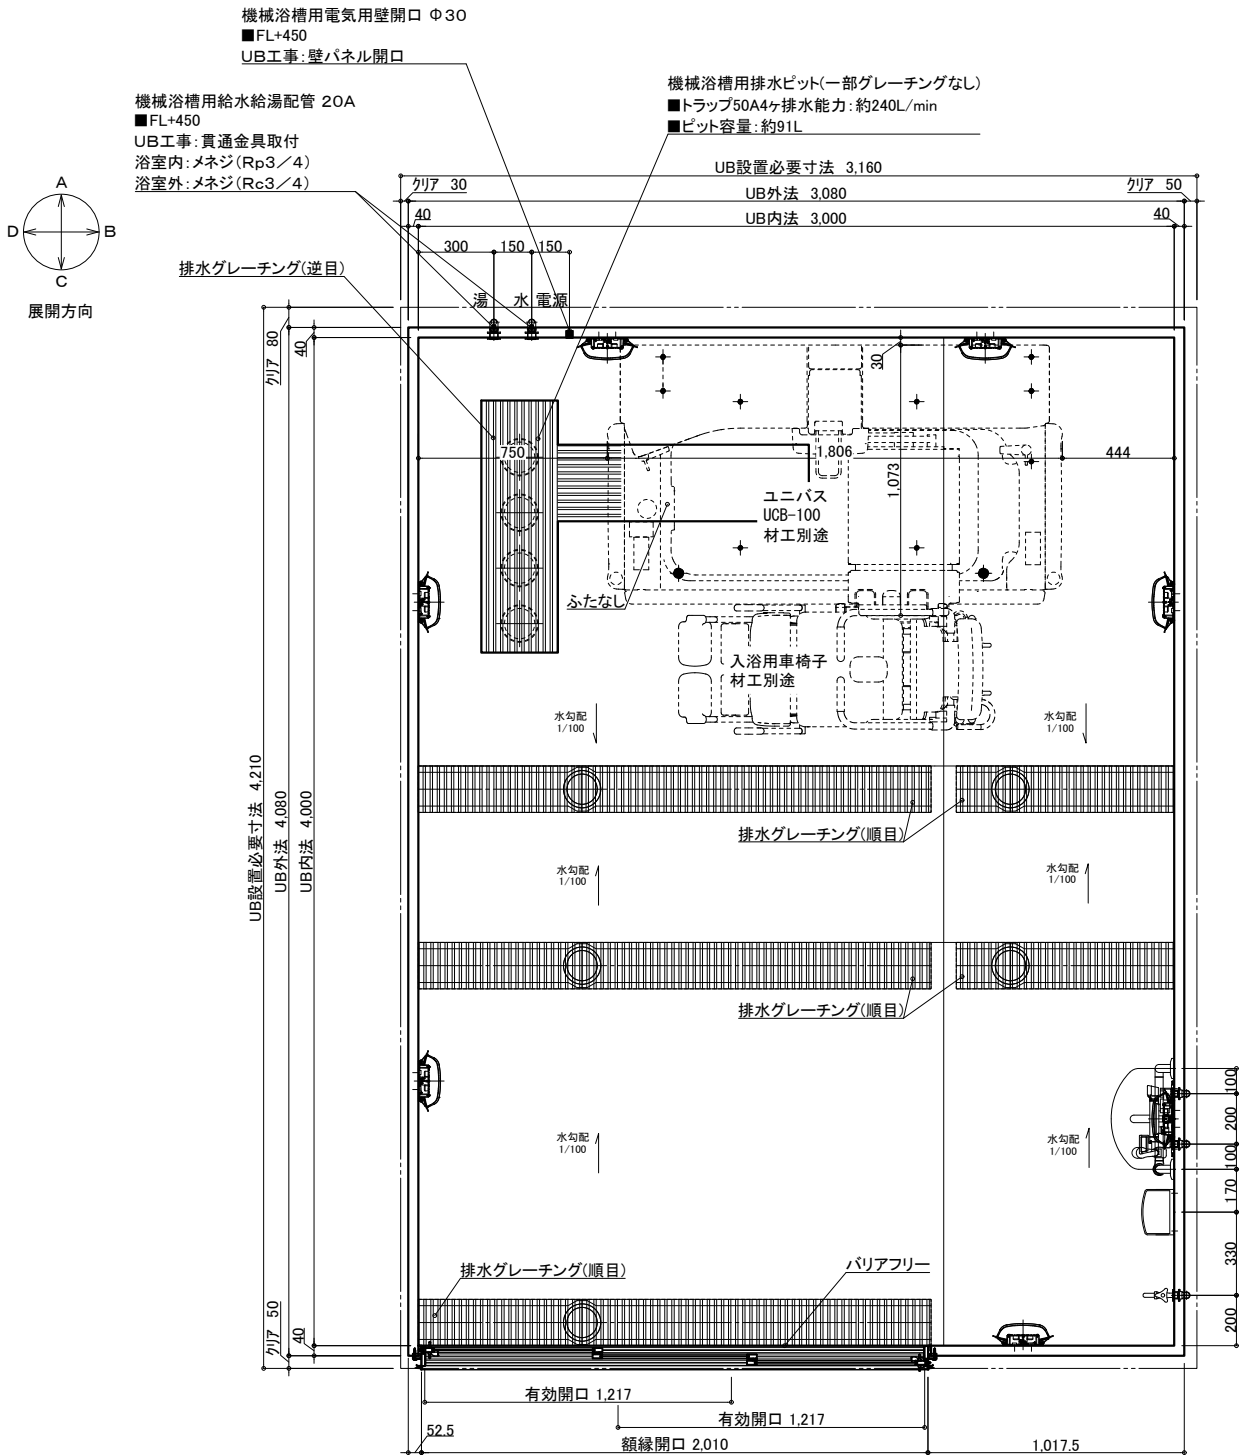 機械浴槽用電気用壁開口 Φ30
■FL+450
UB工事:壁パネル開口
機械浴槽用給水給湯配管 20A
■FL+450
UB工事:貫通金具取付
浴室内:メネジ(Rp3/4)
浴室外:メネジ(Rc3/4)
機械浴槽用排水ピット(一部グレーチングなし)
■トラップ50A4ヶ排水能力:約240L/min
■ピット容量:約91L
A
D B
C
展開方向
UB設置必要寸法 3,160
クリア 30
UB外法 3,080
クリア 50
40
UB内法 3,000
40
300 150 150
排水グレーチング(逆目)
湯 水 電源
クリア 80
40
30
750
1,806
444
1,073
ユニバス
UCB-100
材工別途
ふたなし
入浴用車椅子
材工別途
水勾配
1/100
水勾配
1/100
UB設置必要寸法 4,210
UB外法 4,080
UB内法 4,000
排水グレーチング(順目)
水勾配
1/100
水勾配
1/100
排水グレーチング(順目)
水勾配
1/100
水勾配
1/100
100
200
100
170
330
200
排水グレーチング(順目)
バリアフリー
クリア 50
40
有効開口 1,217
有効開口 1,217
52.5
額縁開口 2,010
1,017.5